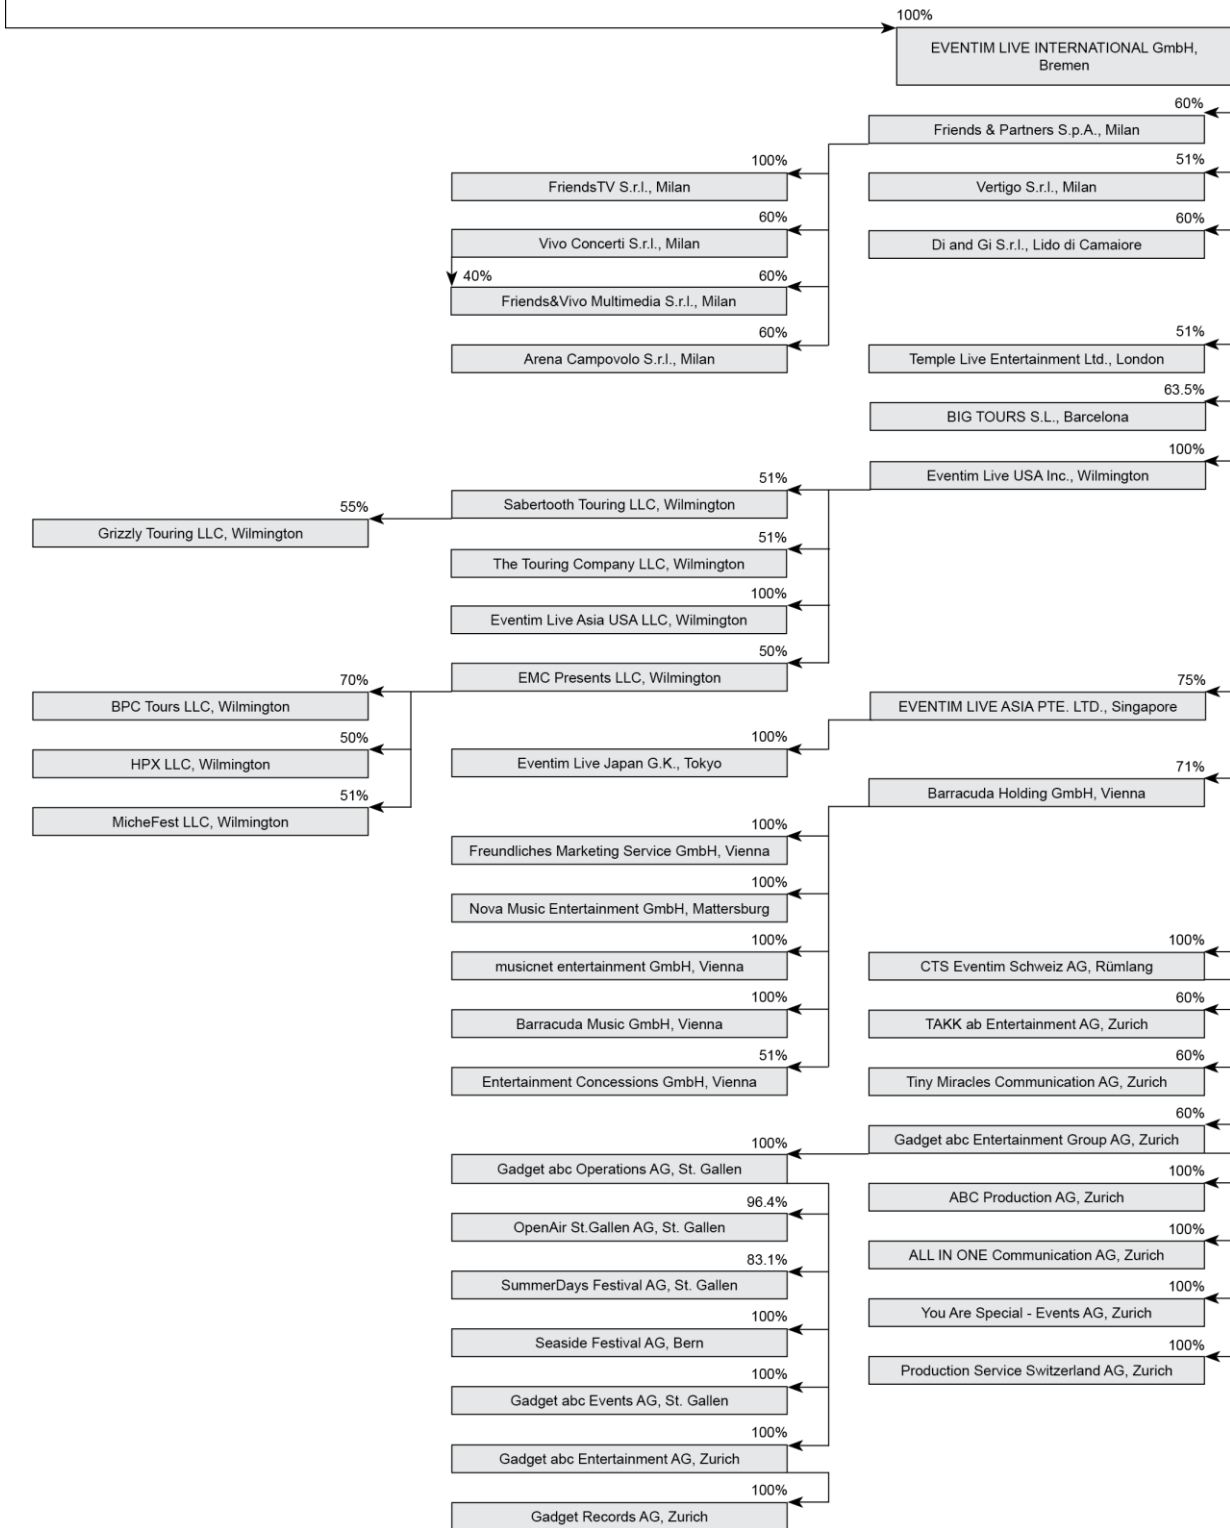 100%
EVENTIM LIVE INTERNATIONAL GmbH,
Bremen
60%
Friends & Partners S.p.A., Milan
100%
FriendsTV S.r.l., Milan
51%
Vertigo S.r.l., Milan
60%
Vivo Concerti S.r.l., Milan
60%
Di and Gi S.r.l., Lido di Camaiore
40%
60%
Friends&Vivo Multimedia S.r.l., Milan
60%
Arena Campovolo S.r.l., Milan
51%
Temple Live Entertainment Ltd., London
63.5%
BIG TOURS S.L., Barcelona
100%
Eventim Live USA Inc., Wilmington
51%
Sabertooth Touring LLC, Wilmington
55%
Grizzly Touring LLC, Wilmington
51%
The Touring Company LLC, Wilmington
100%
Eventim Live Asia USA LLC, Wilmington
50%
EMC Presents LLC, Wilmington
70%
BPC Tours LLC, Wilmington
75%
EVENTIM LIVE ASIA PTE. LTD., Singapore
50%
HPX LLC, Wilmington
100%
Eventim Live Japan G.K., Tokyo
71%
Barracuda Holding GmbH, Vienna
51%
MicheFest LLC, Wilmington
100%
Freundliches Marketing Service GmbH, Vienna
100%
Nova Music Entertainment GmbH, Mattersburg
100%
musicnet entertainment GmbH, Vienna
100%
CTS Eventim Schweiz AG, Rümlang
100%
Barracuda Music GmbH, Vienna
60%
TAKK ab Entertainment AG, Zurich
51%
Entertainment Concessions GmbH, Vienna
60%
Tiny Miracles Communication AG, Zurich
60%
Gadget abc Entertainment Group AG, Zurich
100%
Gadget abc Operations AG, St. Gallen
100%
ABC Production AG, Zurich
96.4%
OpenAir St.Gallen AG, St. Gallen
100%
ALL IN ONE Communication AG, Zurich
83.1%
SummerDays Festival AG, St. Gallen
100%
You Are Special - Events AG, Zurich
100%
Seaside Festival AG, Bern
100%
Production Service Switzerland AG, Zurich
100%
Gadget abc Events AG, St. Gallen
100%
Gadget abc Entertainment AG, Zurich
100%
Gadget Records AG, Zurich